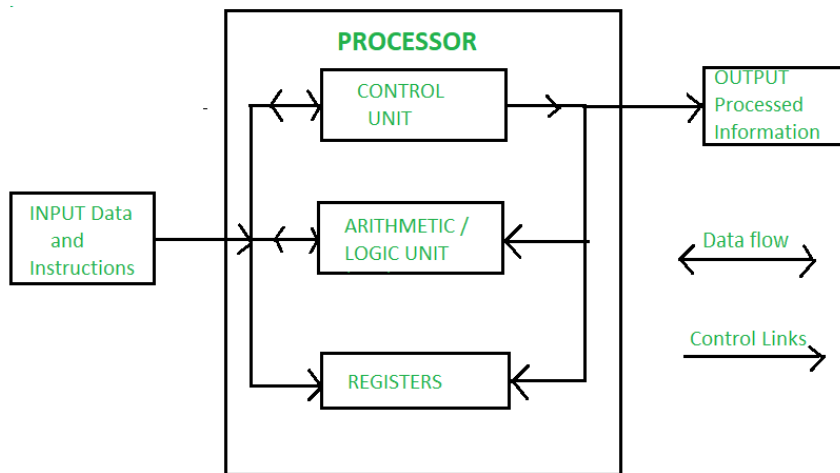 PROCESSOR
CONTROL
UNIT
OUTPUT
Processed
Information
INPUT Data
and
Instructions
ARITHMETIC /
LOGIC UNIT
REGISTERS
Data flow
Control Links